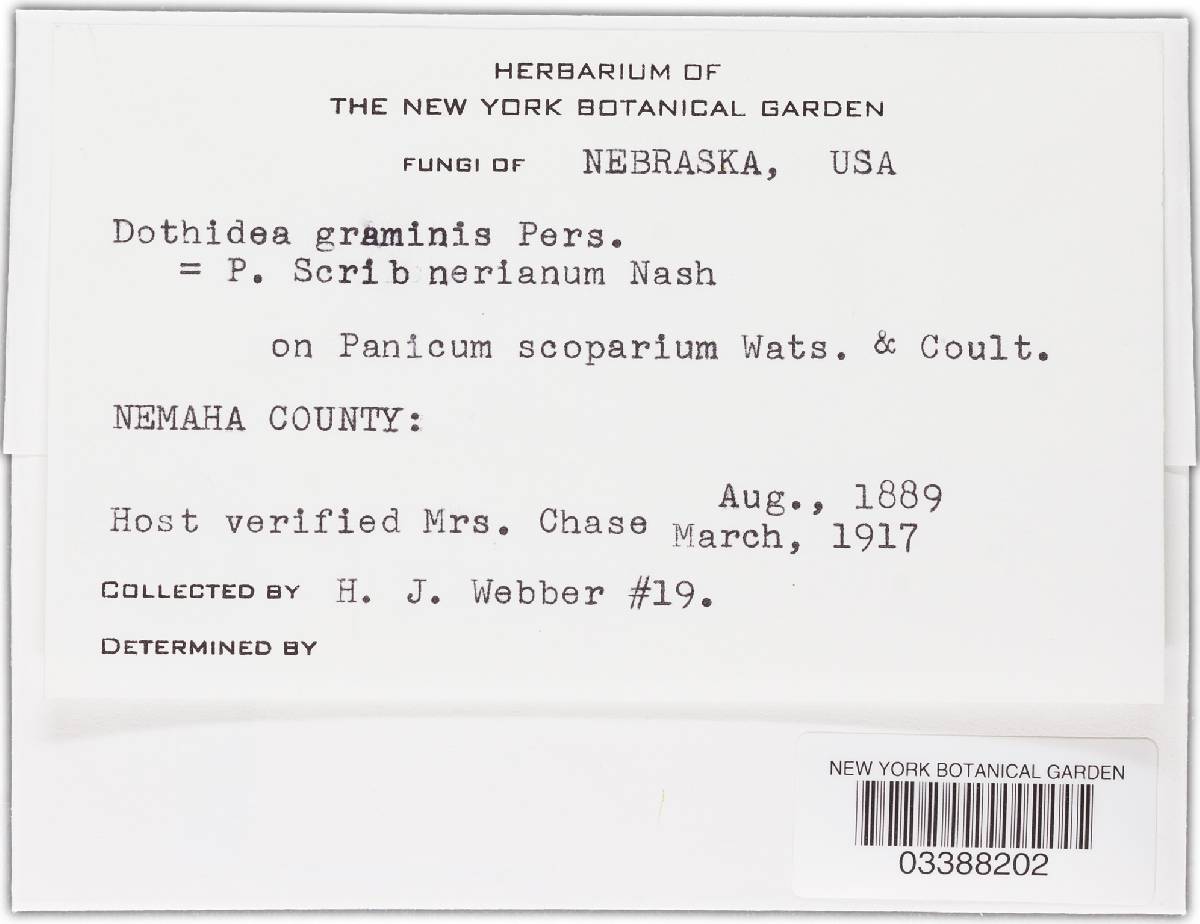 HERBARIUM OF
THE NEW YORK BOTANICAL GARDEN
FUNGI OF NEBRASKA, USA
Dothidea graminis Pers.
= P. Scribnerianum Nash
on Panicum scoparium Wats. & Coult.
NEMAHA COUNTY:
Aug., 1889
Host verified Mrs. Chase March, 1917
COLLECTED BY H. J. Webber #19.
DETERMINED BY
NEW YORK BOTANICAL GARDEN
03388202